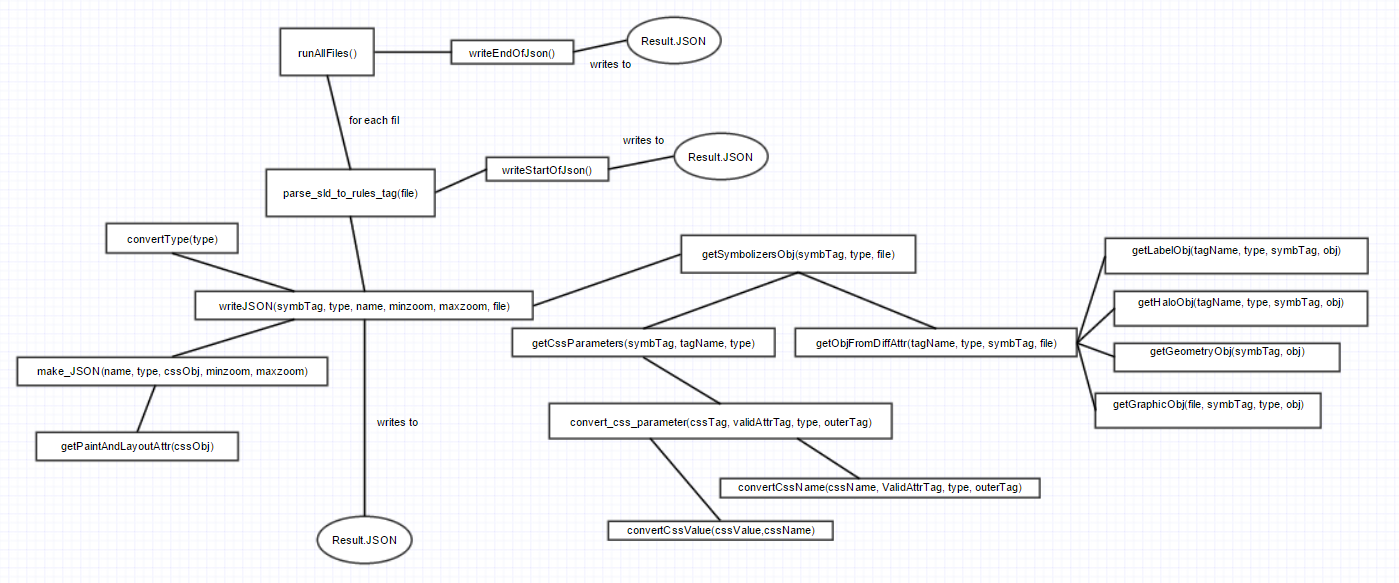 runAllFiles()
writeEndOfJson()
Result.JSON
writes to
for each fil
writes to
Result.JSON
writeStartOfJson()
parse_sld_to_rules_tag(file)
convertType(type)
getSymbolizersObj(symbTag, type, file)
getLabelObj(tagName, type, symbTag, obj)
writeJSON(symbTag, type, name, minzoom, maxzoom, file)
getHaloObj(tagName, type, symbTag, obj)
getCssParameters(symbTag, tagName, type)
getObjFromDiffAttr(tagName, type, symbTag, file)
getGeometryObj(symbTag, obj)
make_JSON(name, type, cssObj, minzoom, maxzoom)
getGraphicObj(file, symbTag, type, obj)
writes to
convert_css_parameter(cssTag, validAttrTag, type, outerTag)
getPaintAndLayoutAttr(cssObj)
convertCssName(cssName, ValidAttrTag, type, outerTag)
convertCssValue(cssValue,cssName)
Result.JSON